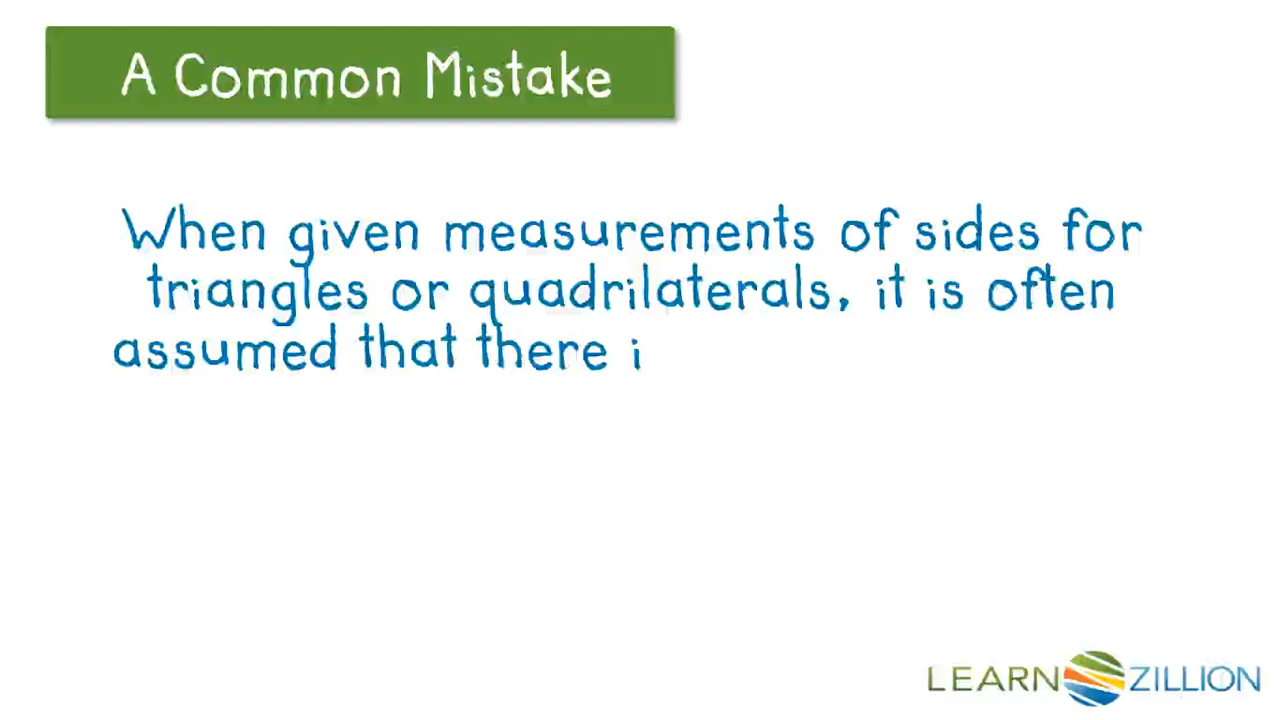 A Common Mistake
When given measurements of sides for
triangles or quadrilaterals, it is often
assumed that there i
LEARNZILLION